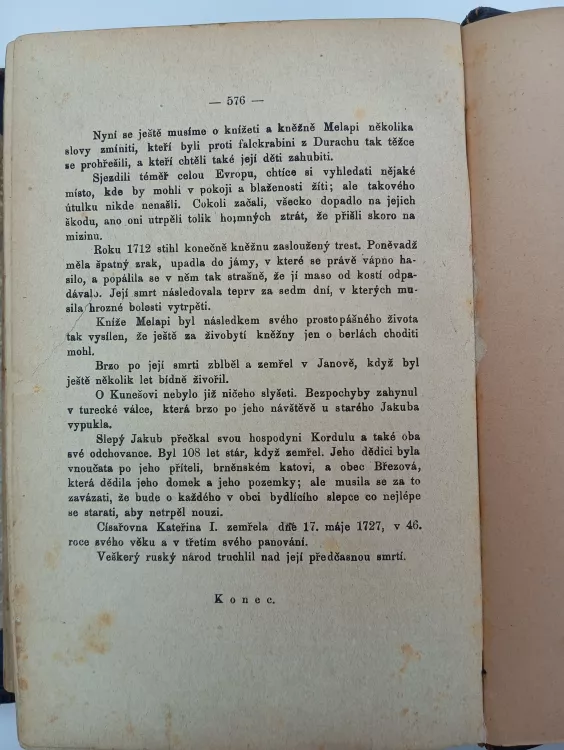 — 576 —
Nyní se ještě musíme o knížeti a kněžně Melapi několika
slovy zmíniti, kteří byli proti falckrabini z Durachu tak těžce
se prohřešili, a kteří chtěli také její děti zahubiti.
Sjezdili téměř celou Evropu, chtíce si vyhledati nějaké
místo, kde by mohli v pokoji a blaženosti žíti; ale takového
útulku nikde nenašli. Cokoli začali, všecko dopadlo na jejich
škodu, ano oni utrpěli tolik hojmných ztrát, že přišli skoro na
mizinu.
Roku 1712 stihl konečně kněžnu zasloužený trest. Poněvadž
měla špatný zrak, upadla do jámy, v které se právě vápno ha-
silo, a popálila se v něm tak strašně, že jí maso od kostí odpa-
dávalo. Její smrt následovala teprv za sedm dní, v kterých mu-
sila hrozné bolesti vytrpěti.
Kníže Melapi byl následkem svého prostopášného života
tak vysílen, že ještě za živobytí kněžny jen o berlách choditi
mohl.
Brzo po její smrti zblběl a zemřel v Janově, když byl
ještě několik let bídně živořil.
O Kunešovi nebylo již ničeho slyšeti. Bezpochyby zahynul
v turecké válce, která brzo po jeho návštěvě u starého Jakuba
vypukla.
Slepý Jakub přečkal svou hospodyni Kordulu a také oba
své odchovance. Byl 108 let stár, když zemřel. Jeho dědici byla
vnoučata po jeho příteli, brněnském katovi, a obec Březová,
která dědila jeho domek a jeho pozemky; ale musila se za to
zavázati, že bude o každého v obci bydlícího slepce co nejlépe
se starati, aby netrpěl nouzi.
Císařovna Kateřina I. zemřela dne 17. máje 1727, v 46.
roce svého věku a v třetím svého panování.
Veškerý ruský národ truchlil nad její předčasnou smrtí.
Konec.